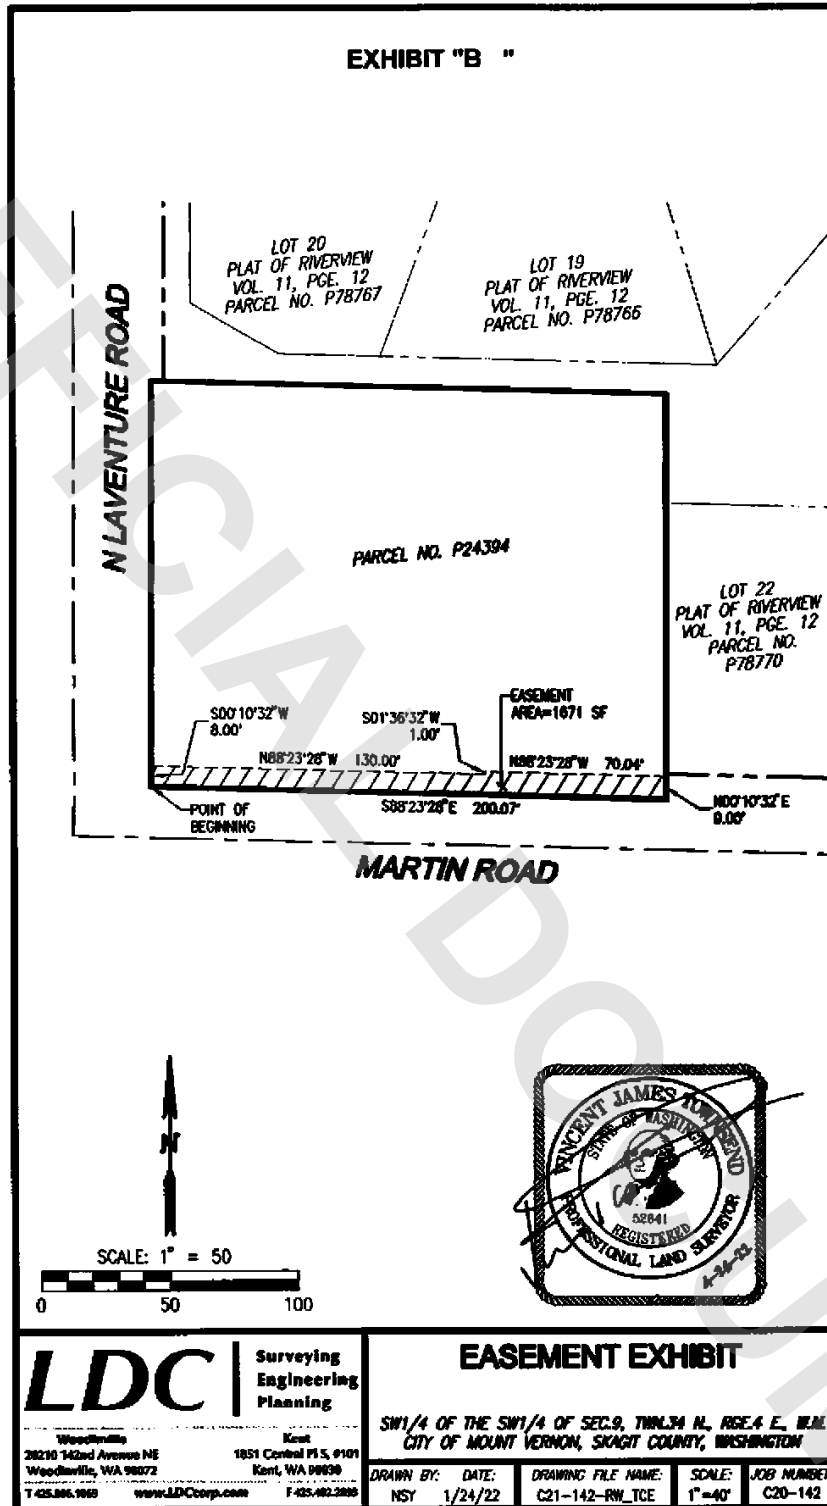 EXHIBIT "B "
LOT 20
PLAT OF RIVERVIEW
VOL. 11, PGE. 12
PARCEL NO. P78767
LOT 19
PLAT OF RIVERVIEW
VOL. 11, PGE. 12
PARCEL NO. P78766
N LAVENTURE ROAD
PARCEL NO. P24394
LOT 22
PLAT OF RIVERVIEW
VOL. 11, PGE. 12
PARCEL NO.
P78770
S00°10'32"W
8.00'
S01°36'32"W
1.00'
EASEMENT
AREA=1671 SF
N88°23'28"W 130.00'
N88°23'28"W 70.04'
POINT OF
BEGINNING
S88°23'28"E 200.07'
N00°10'32"E
9.00'
MARTIN ROAD
N
SCALE: 1" = 50
0 50 100
VINCENT JAMES TOWNSEND
STATE OF WASHINGTON
52641
REGISTERED
PROFESSIONAL LAND SURVEYOR
LDC
Surveying
Engineering
Planning
Woodinville
20210 142nd Avenue NE
Woodinville, WA 98072
Kent
1851 Central Pl S, #101
Kent, WA 98030
T 425.806.1869 www.LDCcorp.com F 425.482.2893
EASEMENT EXHIBIT
SW1/4 OF THE SW1/4 OF SEC.9, TWN.34 N., RGE.4 E., W.M.
CITY OF MOUNT VERNON, SKAGIT COUNTY, WASHINGTON
DRAWN BY: DATE: DRAWING FILE NAME: SCALE: JOB NUMBER
NSY 1/24/22 C21-142-RW_TCE 1"=40' C20-142